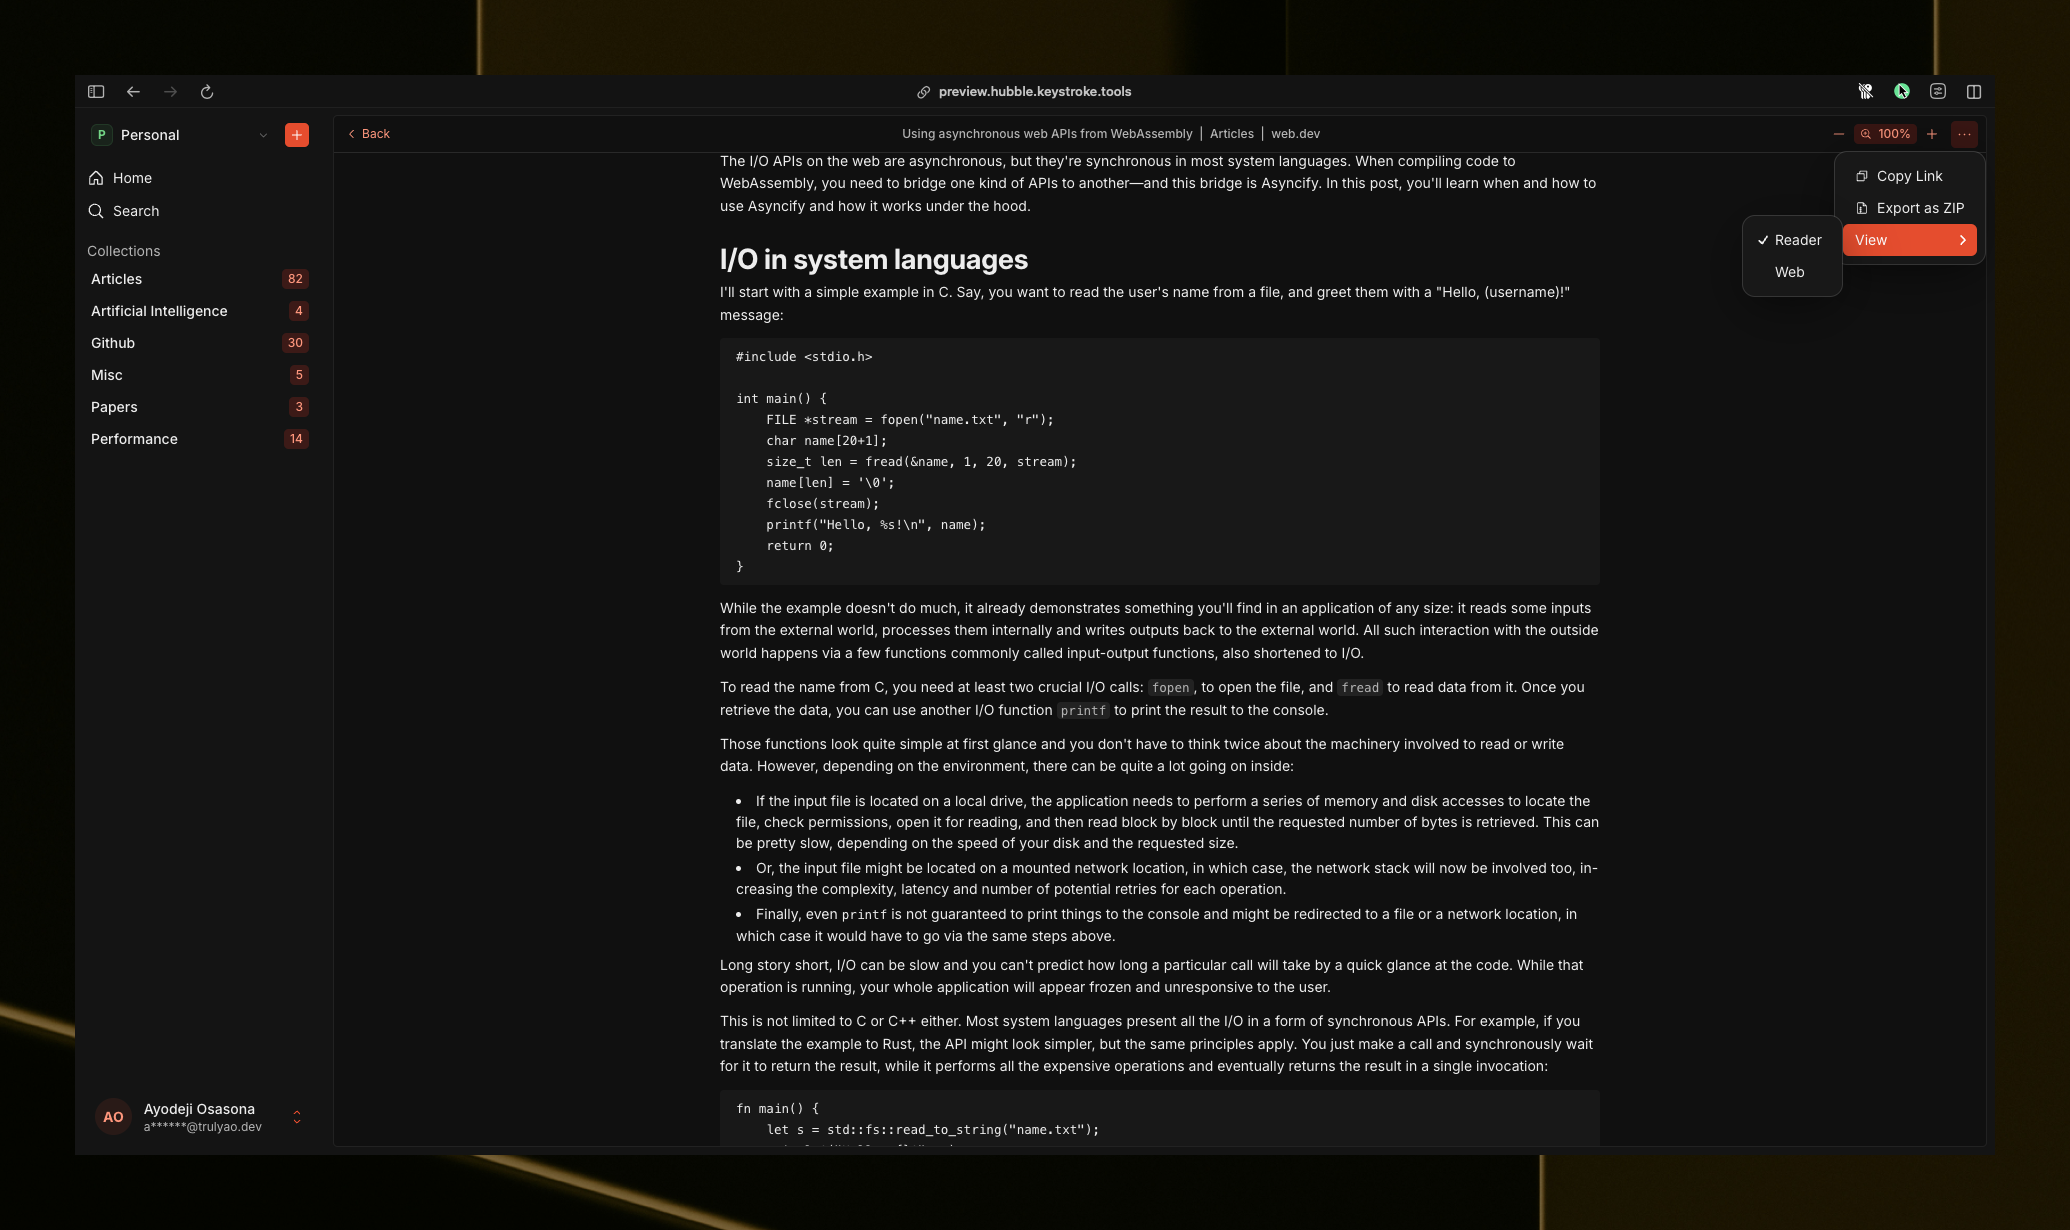 preview.hubble.keystroke.tools
P Personal
Home
Search
Collections
Articles 82
Artificial Intelligence 4
Github 30
Misc 5
Papers 3
Performance 14
AO Ayodeji Osasona
a******@trulyao.dev
Back
Using asynchronous web APIs from WebAssembly | Articles | web.dev
100%
Copy Link
Export as ZIP
View
Reader
Web
The I/O APIs on the web are asynchronous, but they're synchronous in most system languages. When compiling code to
WebAssembly, you need to bridge one kind of APIs to another—and this bridge is Asyncify. In this post, you'll learn when and how to
use Asyncify and how it works under the hood.
I/O in system languages
I'll start with a simple example in C. Say, you want to read the user's name from a file, and greet them with a "Hello, (username)!"
message:
#include <stdio.h>
int main() {
    FILE *stream = fopen("name.txt", "r");
    char name[20+1];
    size_t len = fread(&name, 1, 20, stream);
    name[len] = '\0';
    fclose(stream);
    printf("Hello, %s!\n", name);
    return 0;
}
While the example doesn't do much, it already demonstrates something you'll find in an application of any size: it reads some inputs
from the external world, processes them internally and writes outputs back to the external world. All such interaction with the outside
world happens via a few functions commonly called input-output functions, also shortened to I/O.
To read the name from C, you need at least two crucial I/O calls: fopen, to open the file, and fread to read data from it. Once you
retrieve the data, you can use another I/O function printf to print the result to the console.
Those functions look quite simple at first glance and you don't have to think twice about the machinery involved to read or write
data. However, depending on the environment, there can be quite a lot going on inside:
• If the input file is located on a local drive, the application needs to perform a series of memory and disk accesses to locate the
file, check permissions, open it for reading, and then read block by block until the requested number of bytes is retrieved. This can
be pretty slow, depending on the speed of your disk and the requested size.
• Or, the input file might be located on a mounted network location, in which case, the network stack will now be involved too, in-
creasing the complexity, latency and number of potential retries for each operation.
• Finally, even printf is not guaranteed to print things to the console and might be redirected to a file or a network location, in
which case it would have to go via the same steps above.
Long story short, I/O can be slow and you can't predict how long a particular call will take by a quick glance at the code. While that
operation is running, your whole application will appear frozen and unresponsive to the user.
This is not limited to C or C++ either. Most system languages present all the I/O in a form of synchronous APIs. For example, if you
translate the example to Rust, the API might look simpler, but the same principles apply. You just make a call and synchronously wait
for it to return the result, while it performs all the expensive operations and eventually returns the result in a single invocation:
fn main() {
    let s = std::fs::read_to_string("name.txt");